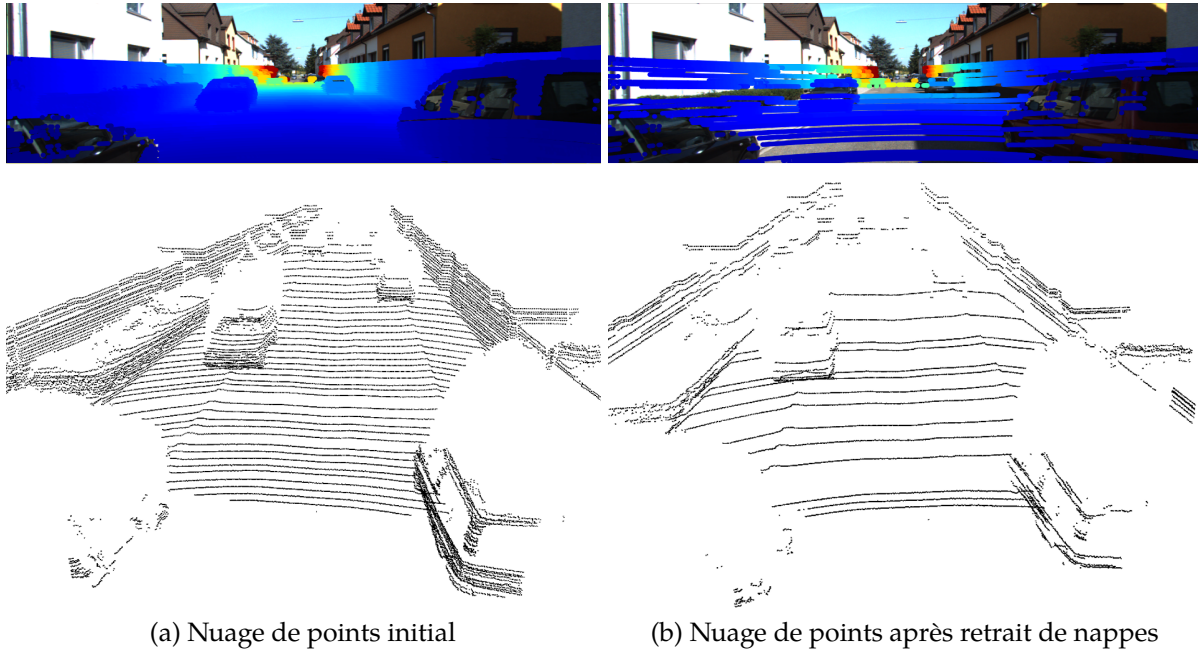 (a) Nuage de points initial
(b) Nuage de points après retrait de nappes